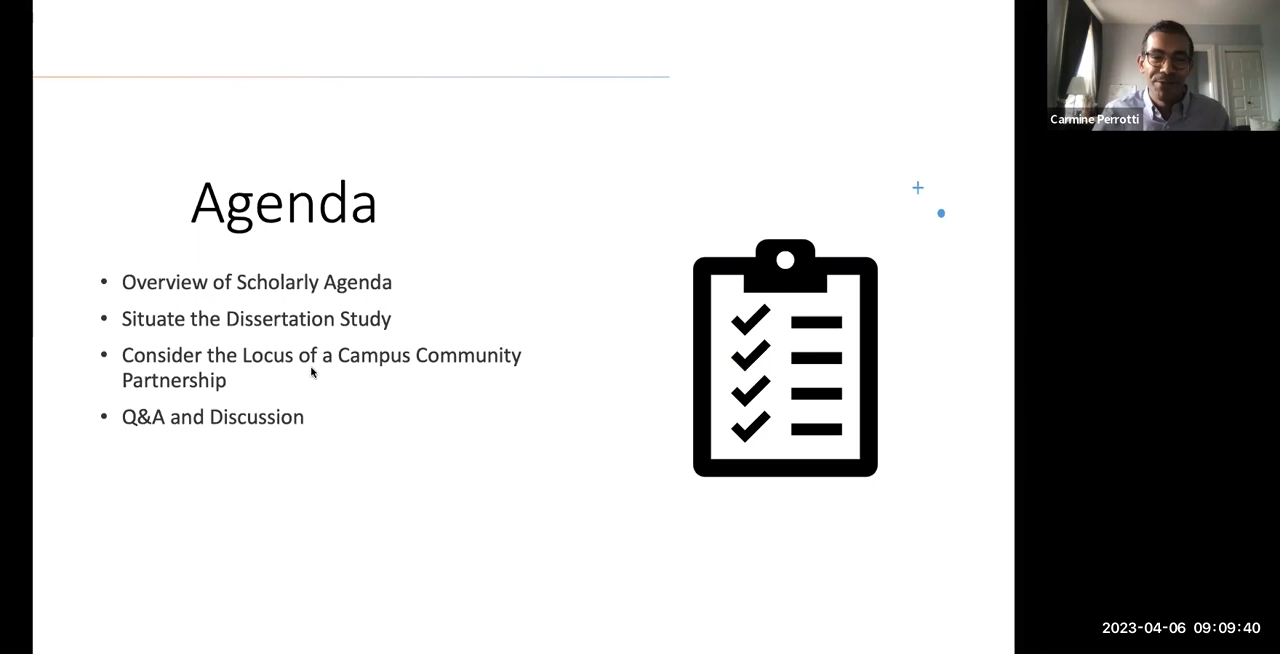 Agenda
• Overview of Scholarly Agenda
• Situate the Dissertation Study
• Consider the Locus of a Campus Community
Partnership
• Q&A and Discussion
Carmine Perrotti
2023-04-06 09:09:40